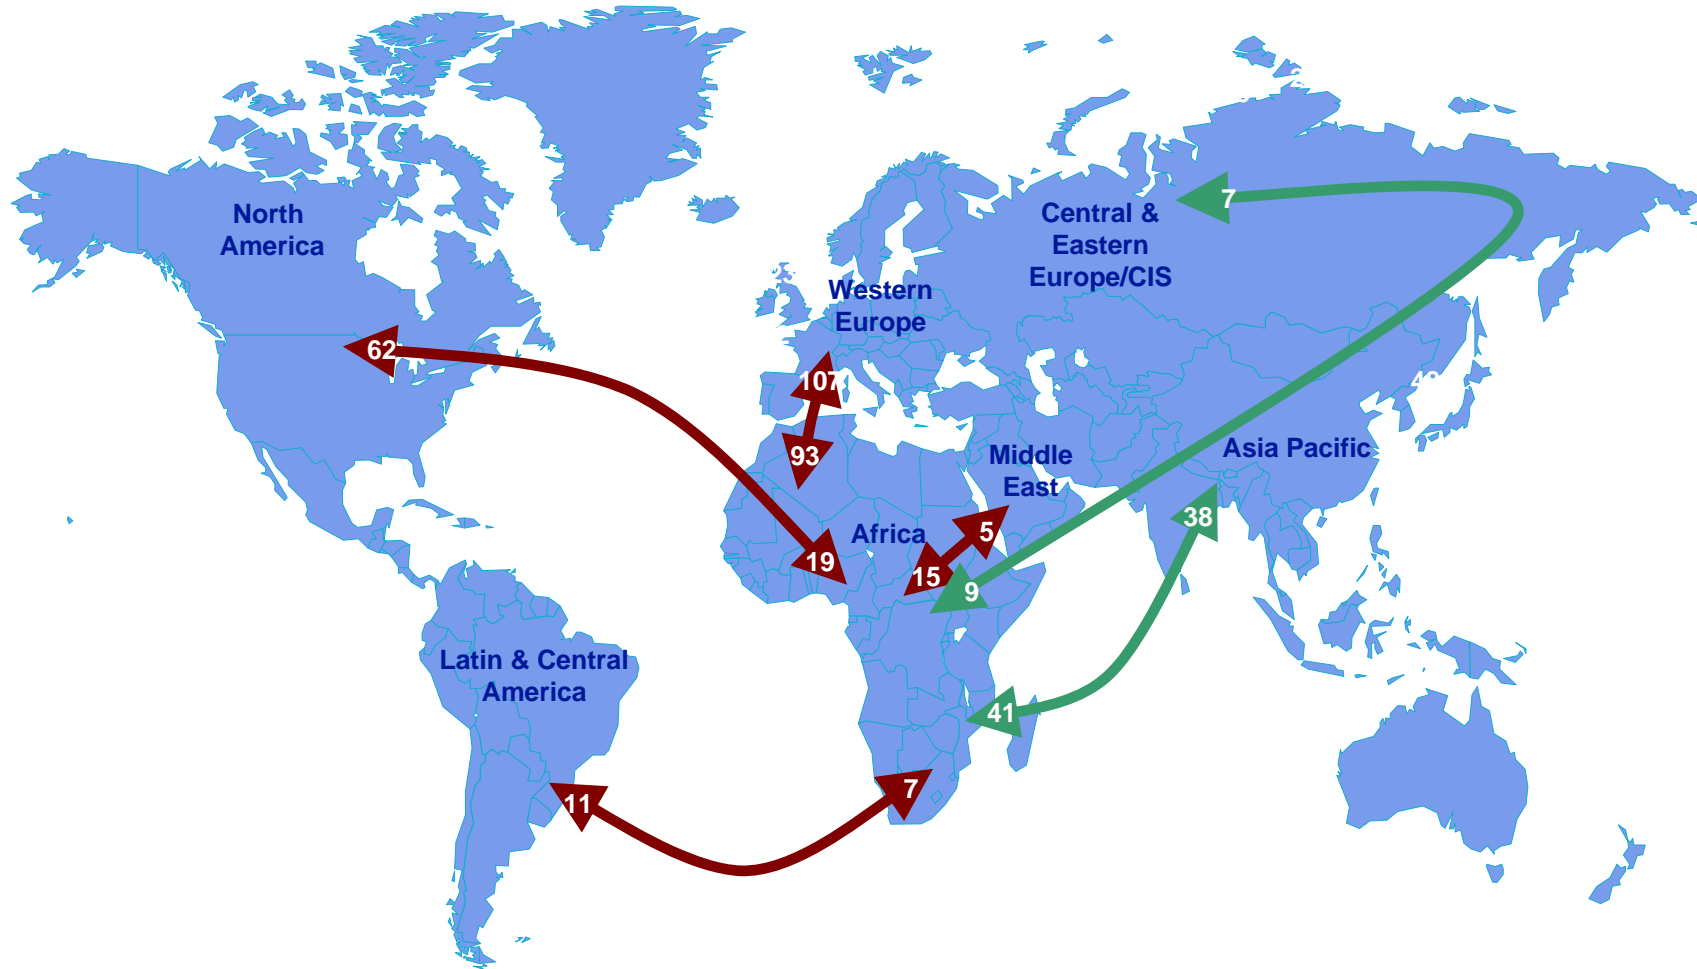 7
North
America
Central &
Eastern
Europe/CIS
Western
Europe
62
107
93
Asia Pacific
Middle
East
38
Africa
5
19
15
9
Latin & Central
America
41
11
7